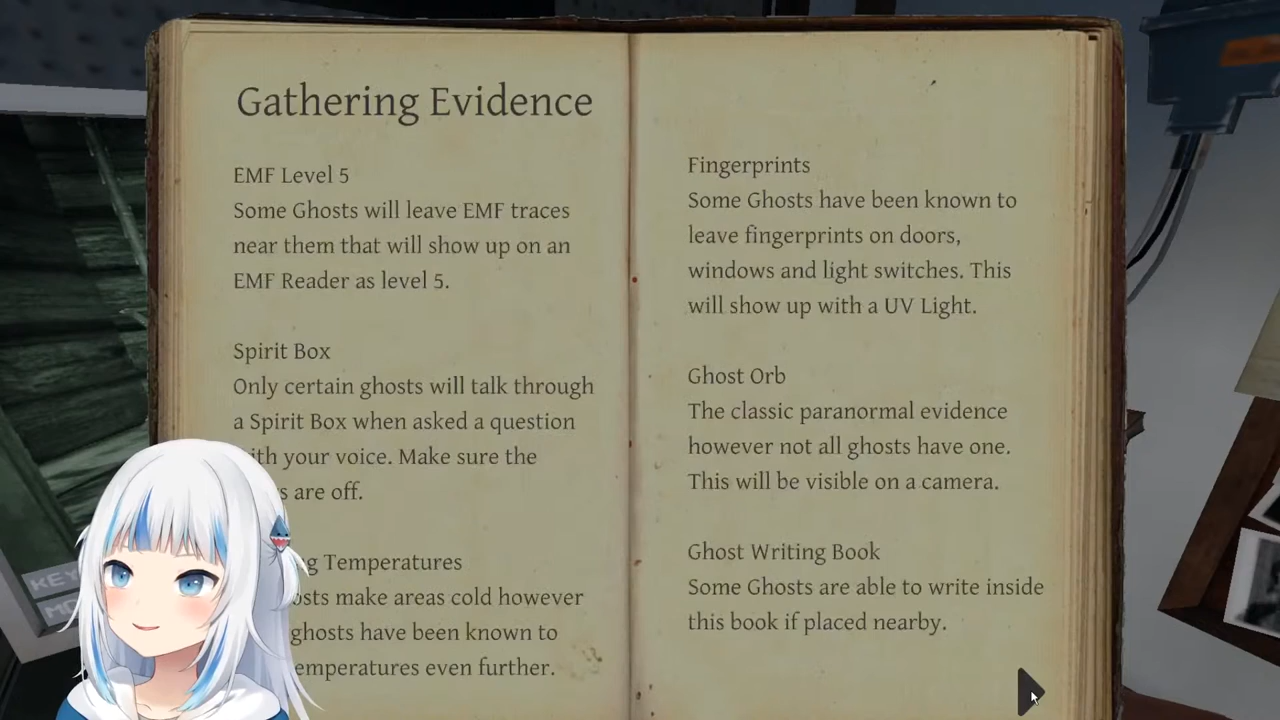 Gathering Evidence
EMF Level 5
Some Ghosts will leave EMF traces
near them that will show up on an
EMF Reader as level 5.
Spirit Box
Only certain ghosts will talk through
a Spirit Box when asked a question
your voice. Make sure the
are off.
Temperatures
make areas cold however
ghosts have been known to
temperatures even further.
Fingerprints
Some Ghosts have been known to
leave fingerprints on doors,
windows and light switches. This
will show up with a UV Light.
Ghost Orb
The classic paranormal evidence
however not all ghosts have one.
This will be visible on a camera.
Ghost Writing Book
Some Ghosts are able to write inside
this book if placed nearby.